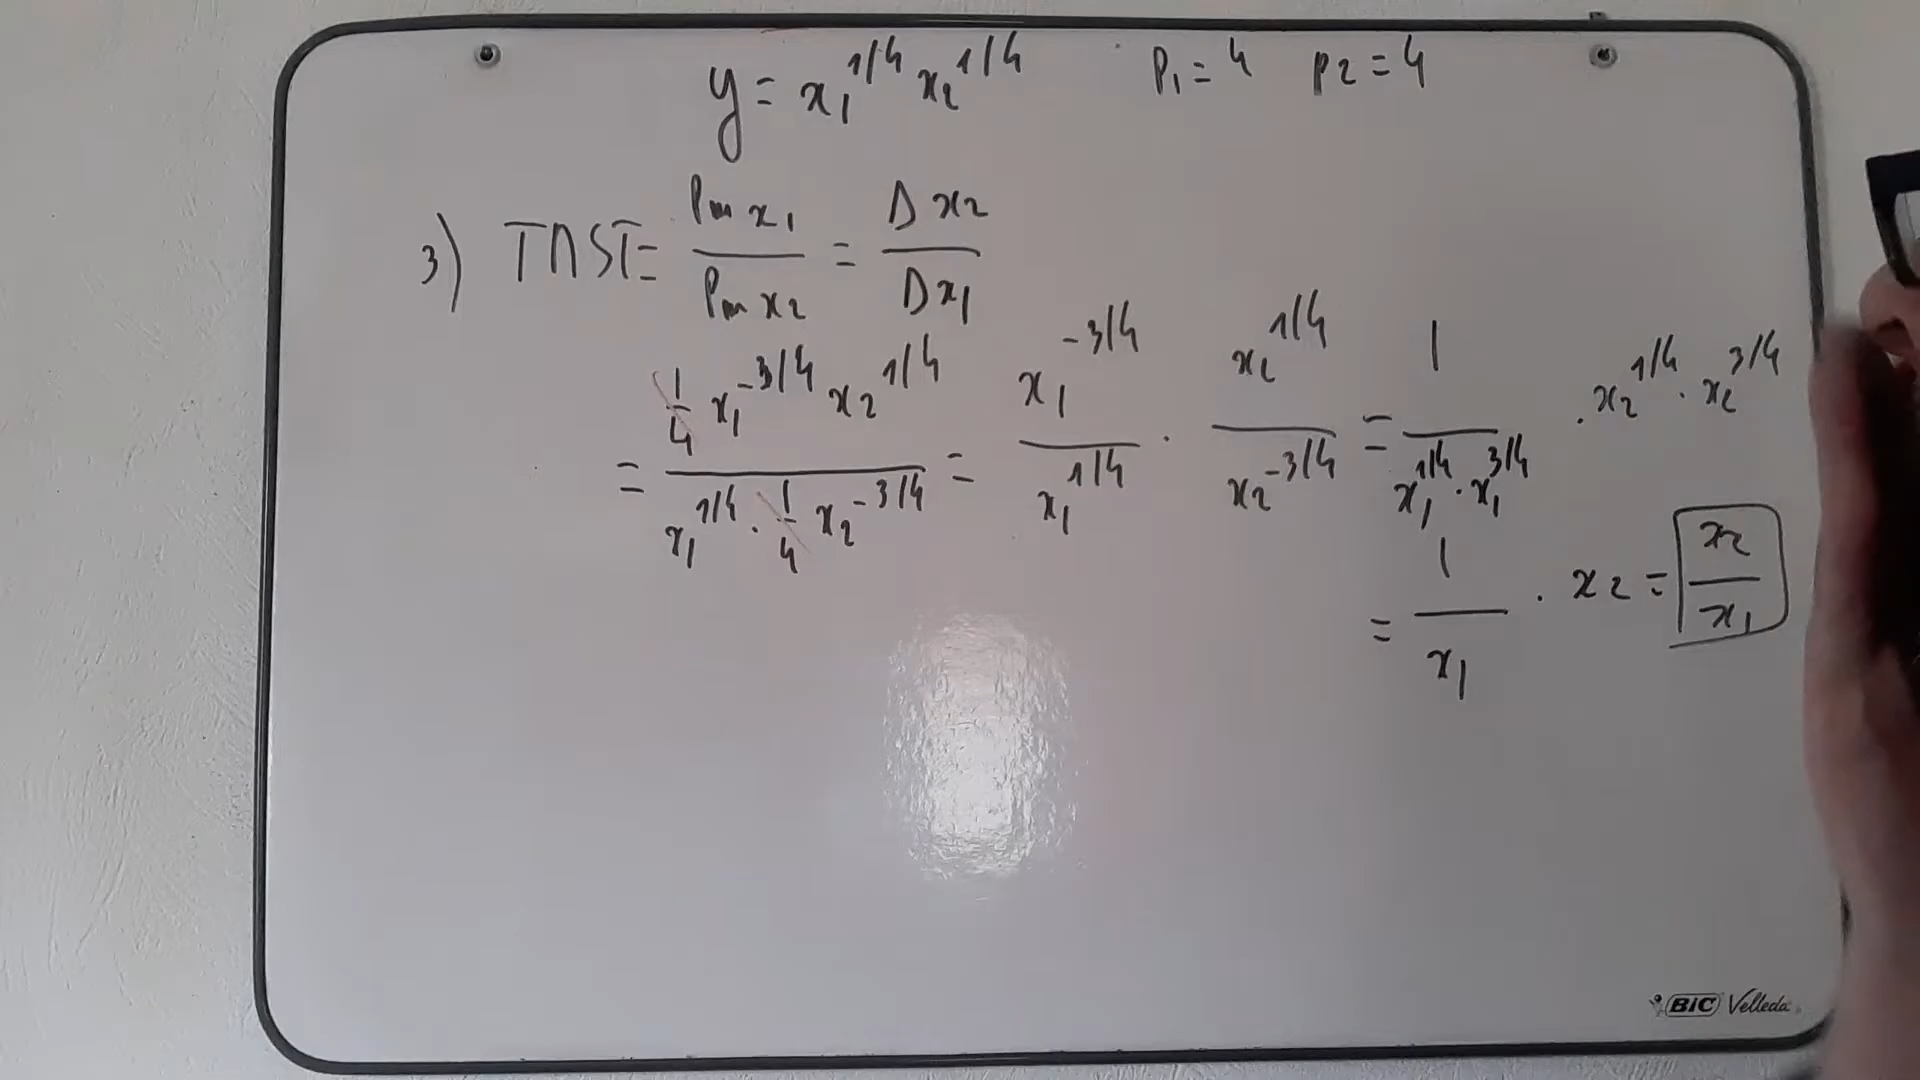 y = x₁^1/4 x₂^1/4    P₁ = 4    P2 = 4
3) TMST = Pm x₁ / Pm x₂ = Δx₂ / Δx₁
= 1/4 x₁^-3/4 x₂^1/4 / x₁^1/4 · 1/4 x₂^-3/4 = x₁^-3/4 / x₁^1/4 · x₂^1/4 / x₂^-3/4 = 1 / x₁^1/4 · x₁^3/4 · x₂^1/4 · x₂^3/4
= 1 / x₁ · x₂ = x₂ / x₁
BIC Velleda